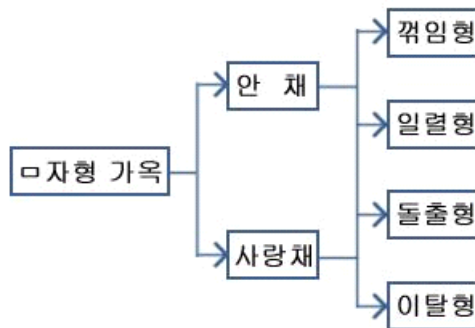 ㅁ자형 가옥
안 채
사랑채
꺾임형
일렬형
돌출형
이탈형